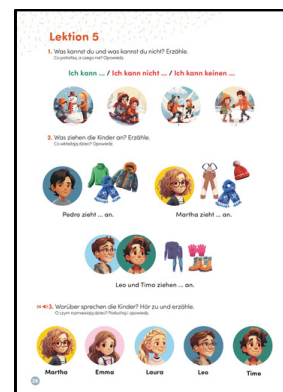 Lektion 5
1. Was kannst du und was kannst du nicht? Erzähle.
Co potrafisz, a czego nie? Opowiedz.
Ich kann ... / Ich kann nicht ... / Ich kann keinen ...
2. Was ziehen die Kinder an? Erzähle.
Co wkładają dzieci? Opowiedz.
Pedro zieht ... an. Martha zieht ... an.
Leo und Timo ziehen ... an.
3. Worüber sprechen die Kinder? Hör zu und erzähle.
O czym rozmawiają dzieci? Posłuchaj i opowiedz.
Martha Emma Laura Leo Timo